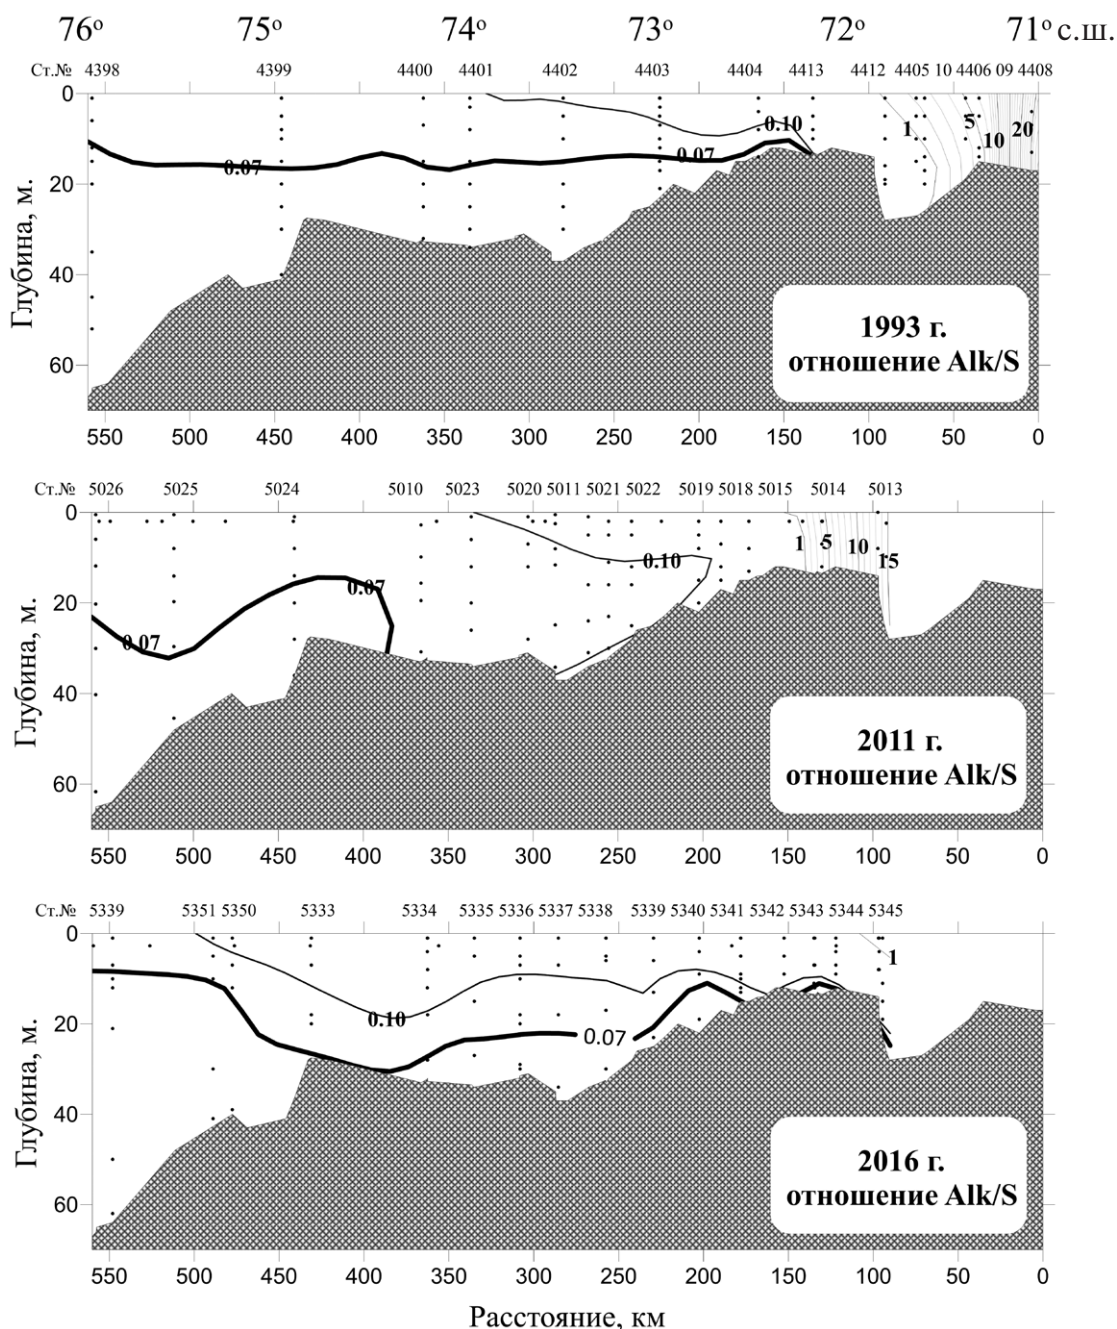 76° 75° 74° 73° 72° 71° с.ш.
Ст.№ 4398 4399 4400 4401 4402 4403 4404 4413 4412 4405 10 4406 09 4408
0
20
40
60
Глубина, м.
0.07 0.07 0.10 1 5 10 20
1993 г.
отношение Alk/S
550 500 450 400 350 300 250 200 150 100 50 0
Ст.№ 5026 5025 5024 5010 5023 5020 5011 5021 5022 5019 5018 5015 5014 5013
0
20
40
60
Глубина, м.
0.07 0.07 0.10 1 5 10 15
2011 г.
отношение Alk/S
550 500 450 400 350 300 250 200 150 100 50 0
Ст.№ 5339 5351 5350 5333 5334 5335 5336 5337 5338 5339 5340 5341 5342 5343 5344 5345
0
20
40
60
Глубина, м.
0.10 0.07 1
2016 г.
отношение Alk/S
550 500 450 400 350 300 250 200 150 100 50 0
Расстояние, км